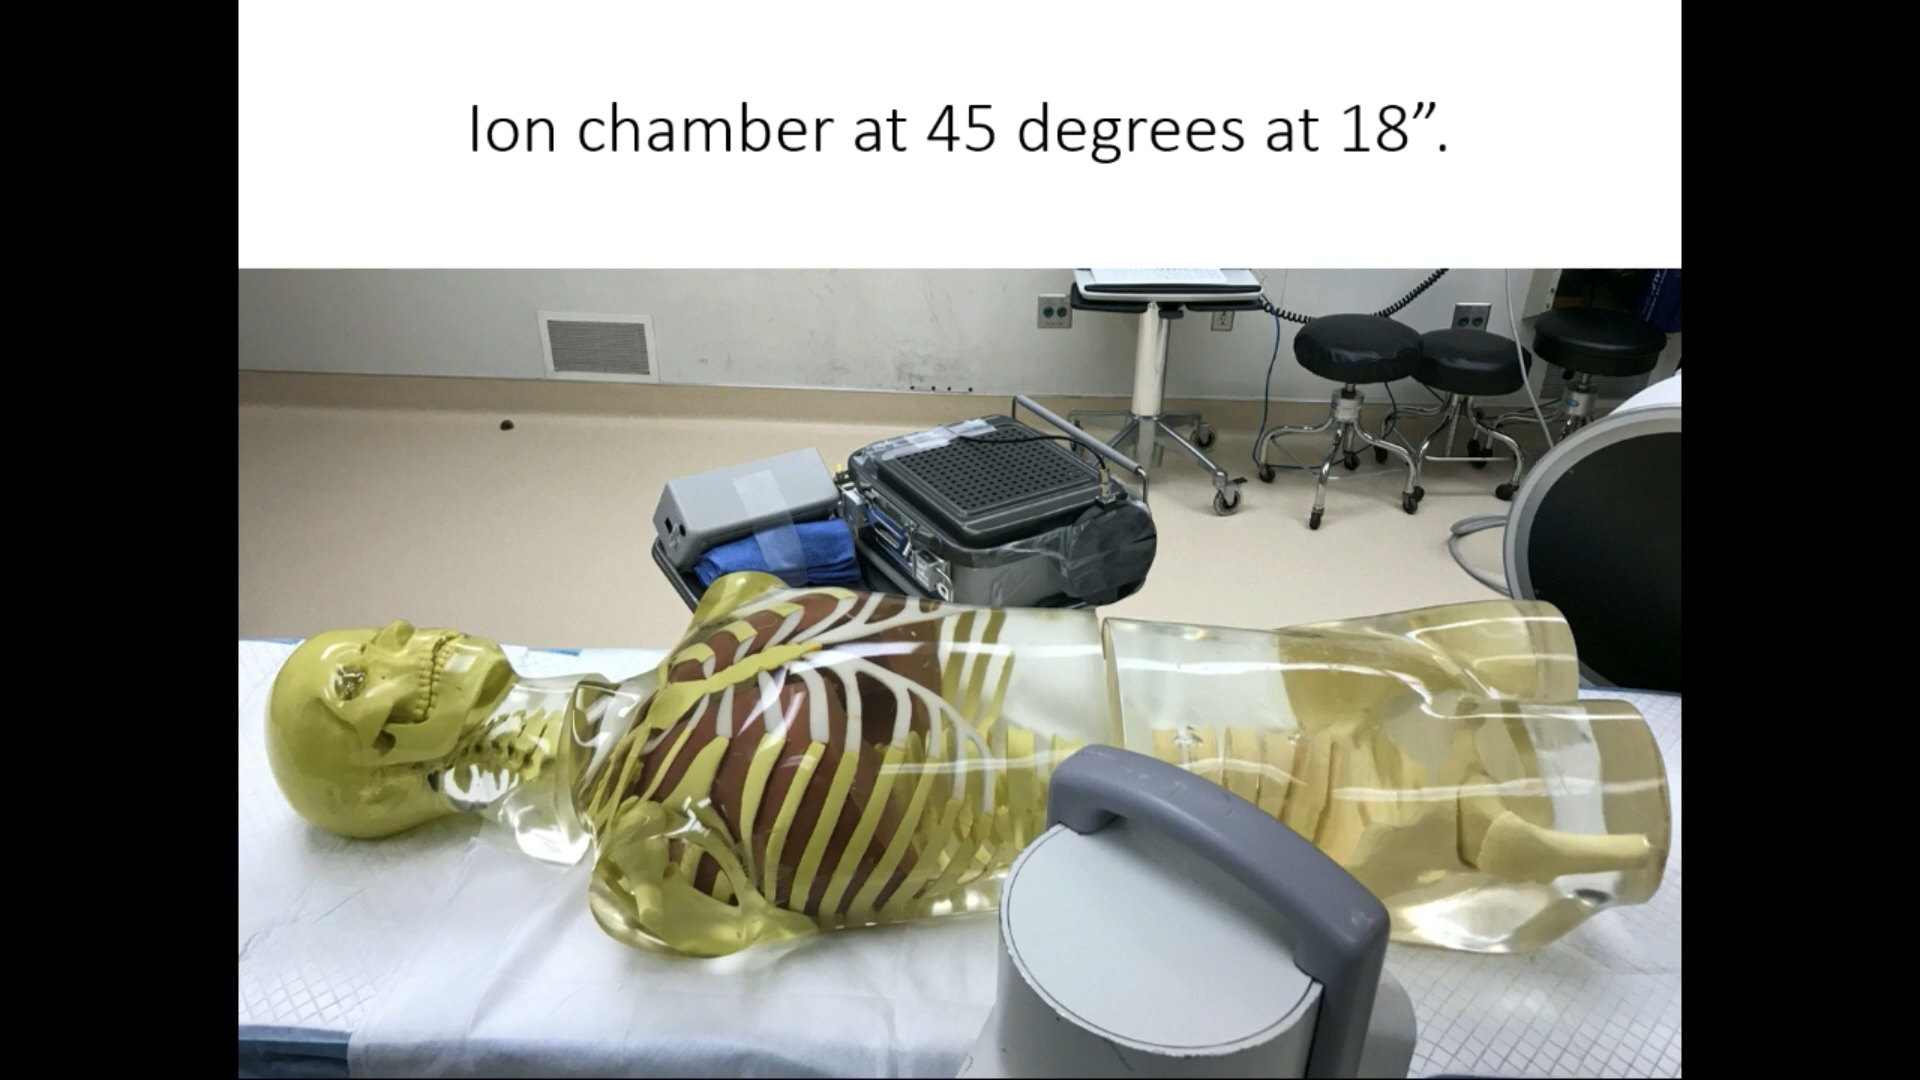 Ion chamber at 45 degrees at 18”.